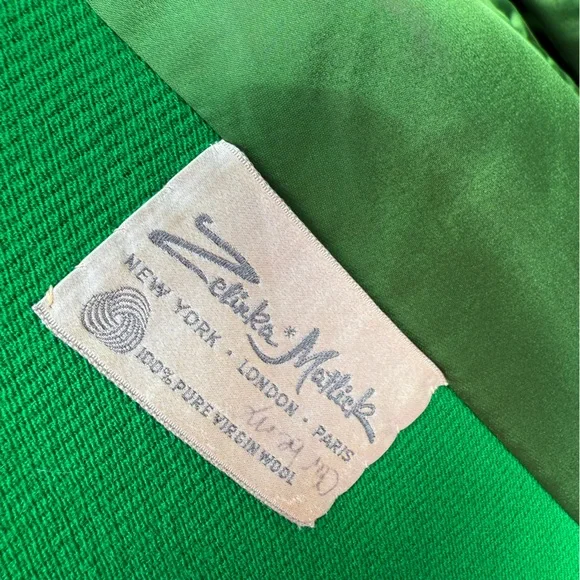 Zelinka*Matlick
NEW YORK · LONDON · PARIS
100% PURE VIRGIN WOOL